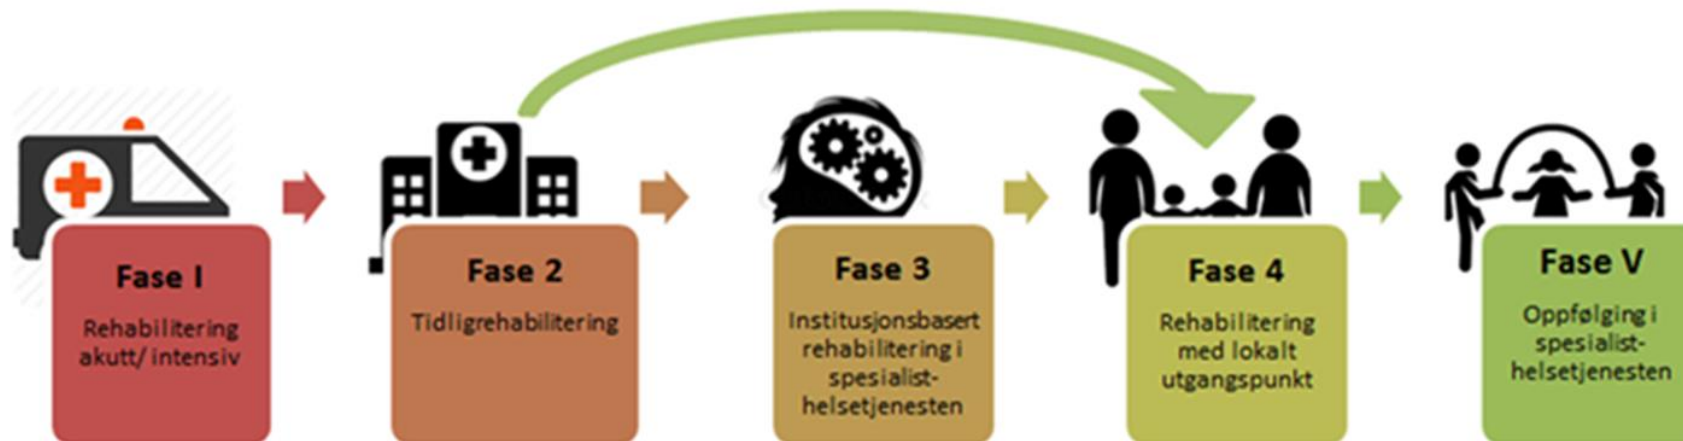 Fase I
Rehabilitering
akutt/ intensiv
Fase 2
Tidligrehabilitering
Fase 3
Institusjonsbasert
rehabilitering i
spesialist-
helsetjenesten
Fase 4
Rehabilitering
med lokalt
utgangspunkt
Fase V
Oppfølging i
spesialist-
helsetjenesten